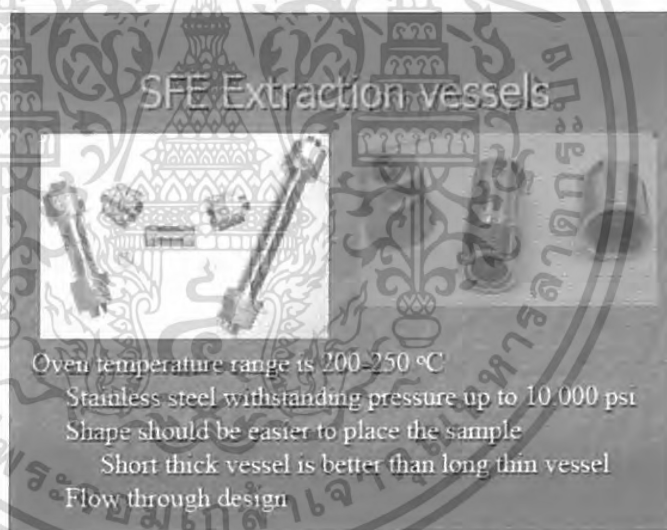 SFE Extraction vessels
Oven temperature range is 200-250 °C
Stainless steel withstanding pressure up to 10.000 psi
Shape should be easier to place the sample
Short thick vessel is better than long thin vessel
Flow through design